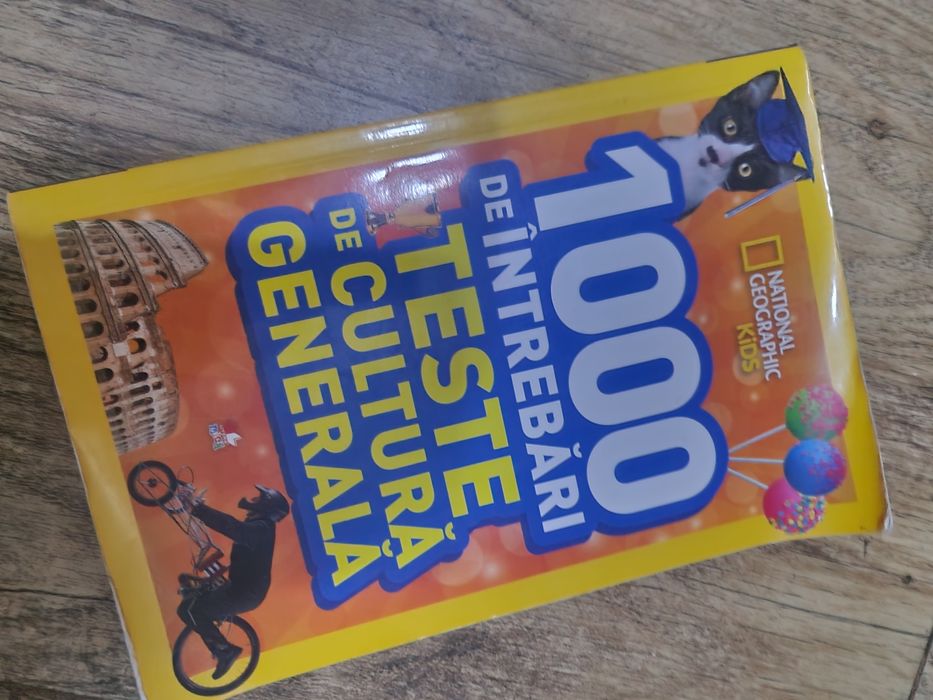 NATIONAL
GEOGRAPHIC
KiDS
1000
DE ÎNTREBĂRI
TESTE
DE CULTURĂ
GENERALĂ